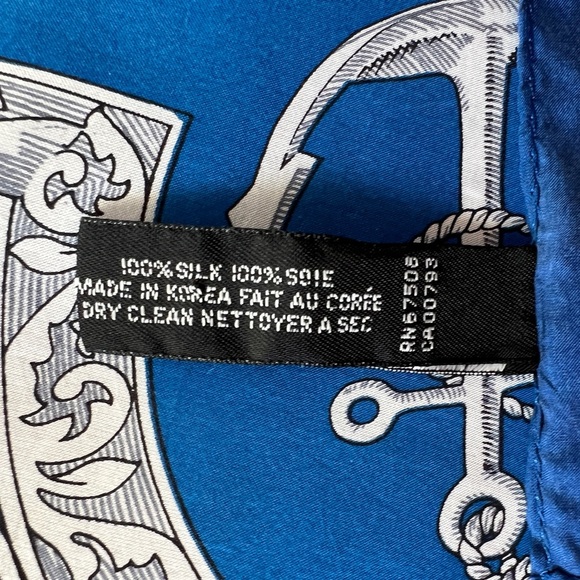 100% SILK 100% SOIE
MADE IN KOREA FAIT AU CORÉE
DRY CLEAN NETTOYER A SEC
RN67508
CA00793